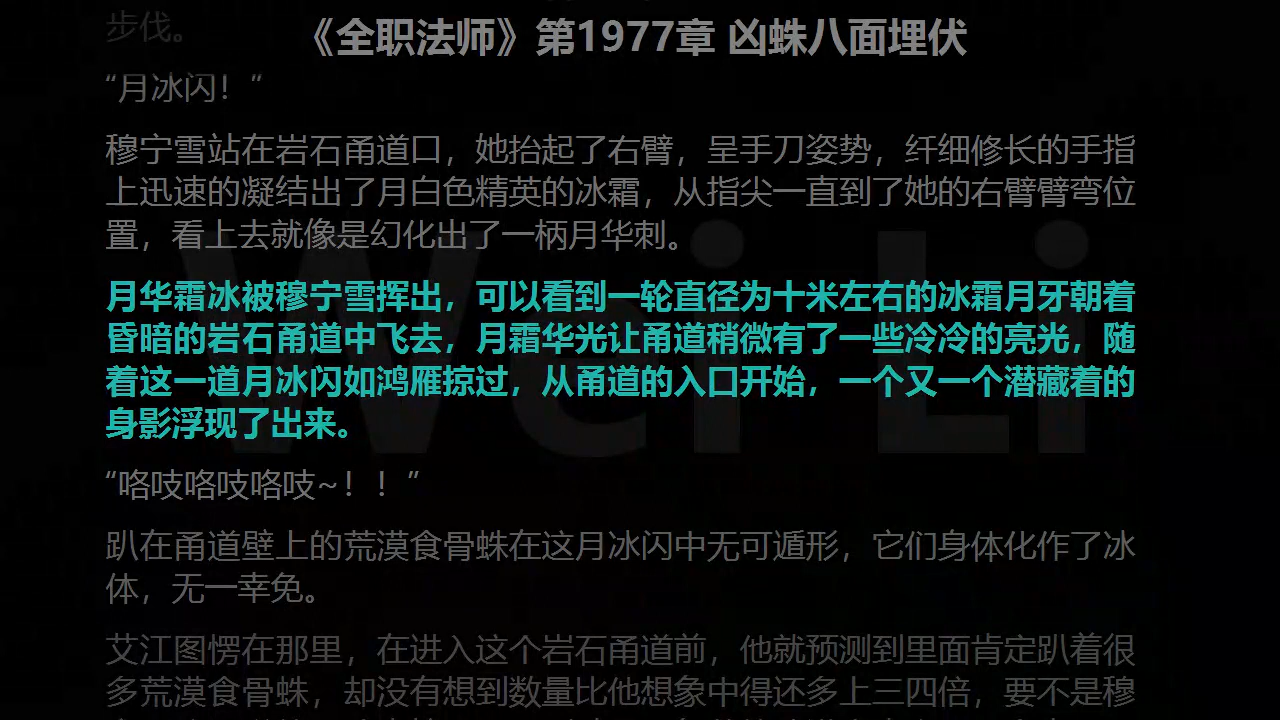 步伐。
《全职法师》第1977章 凶蛛八面埋伏
“月冰闪！”
穆宁雪站在岩石甬道口，她抬起了右臂，呈手刀姿势，纤细修长的手指
上迅速的凝结出了月白色精英的冰霜，从指尖一直到了她的右臂臂弯位
置，看上去就像是幻化出了一柄月华刺。
月华霜冰被穆宁雪挥出，可以看到一轮直径为十米左右的冰霜月牙朝着
昏暗的岩石甬道中飞去，月霜华光让甬道稍微有了一些冷冷的亮光，随
着这一道月冰闪如鸿雁掠过，从甬道的入口开始，一个又一个潜藏着的
身影浮现了出来。
“咯吱咯吱咯吱~！！”
趴在甬道壁上的荒漠食骨蛛在这月冰闪中无可遁形，它们身体化作了冰
体，无一幸免。
艾江图愣在那里，在进入这个岩石甬道前，他就预测到里面肯定趴着很
多荒漠食骨蛛，却没有想到数量比他想象中得还多上三四倍，要不是穆
Wei Li